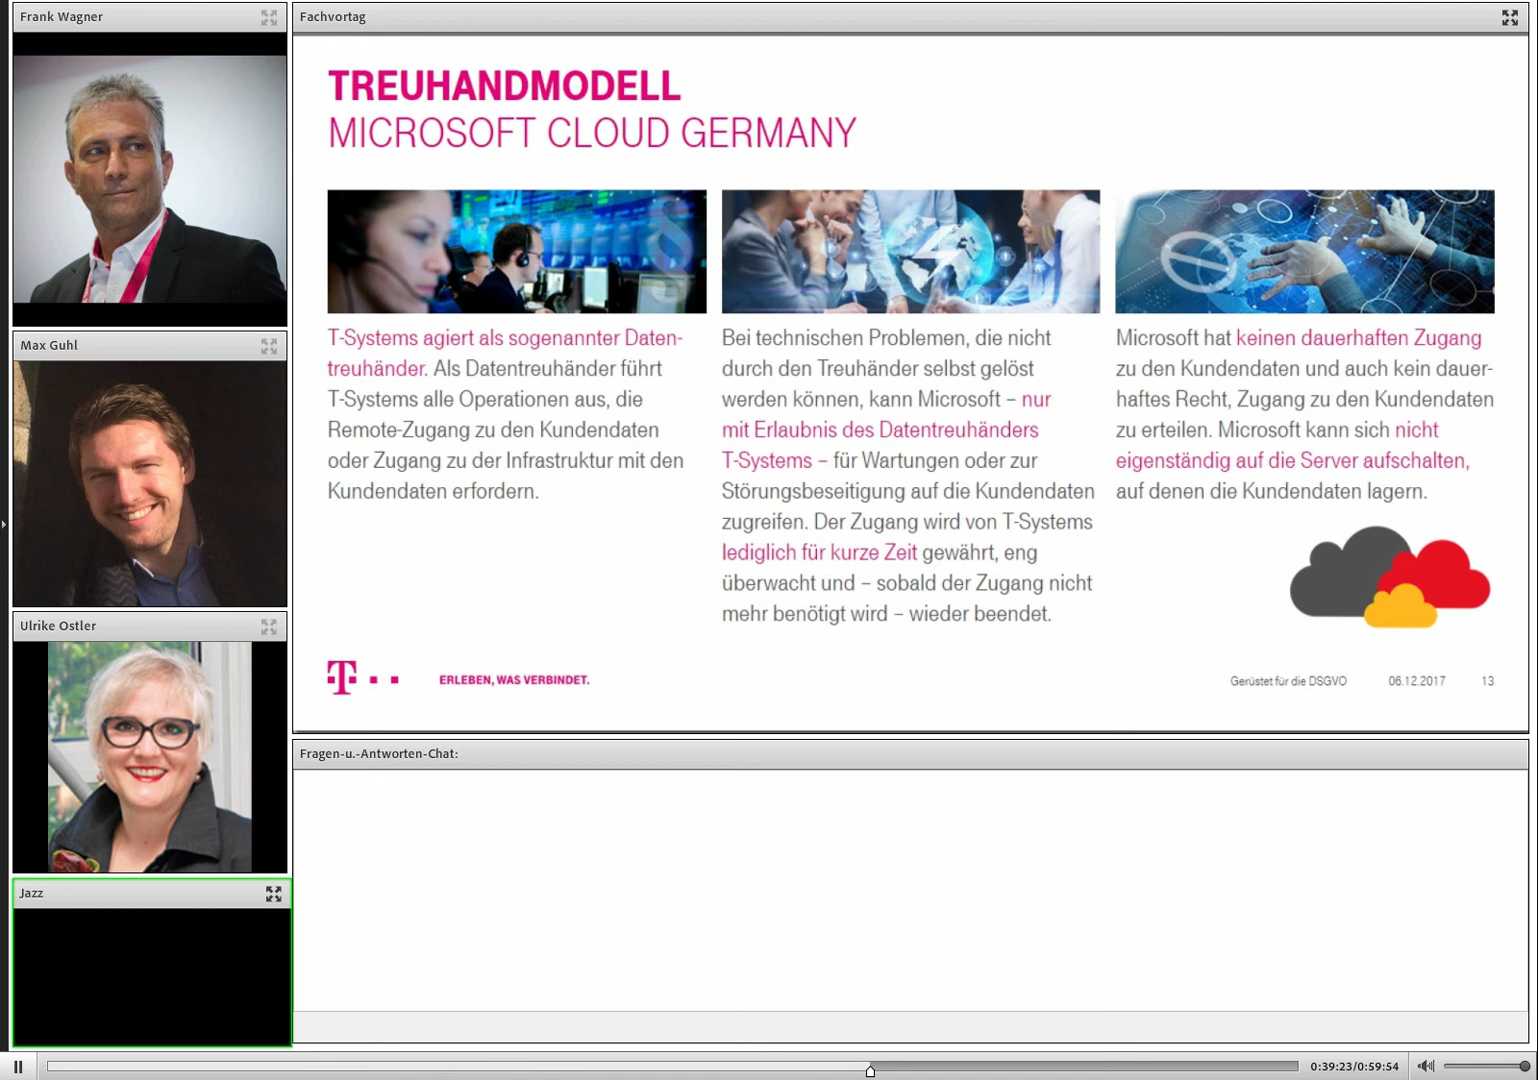 Frank Wagner
Fachvortag
TREUHANDMODELL
MICROSOFT CLOUD GERMANY
T-Systems agiert als sogenannter Daten-
treuhänder. Als Datentreuhänder führt
T-Systems alle Operationen aus, die
Remote-Zugang zu den Kundendaten
oder Zugang zu der Infrastruktur mit den
Kundendaten erfordern.
Bei technischen Problemen, die nicht
durch den Treuhänder selbst gelöst
werden können, kann Microsoft – nur
mit Erlaubnis des Datentreuhänders
T-Systems – für Wartungen oder zur
Störungsbeseitigung auf die Kundendaten
zugreifen. Der Zugang wird von T-Systems
lediglich für kurze Zeit gewährt, eng
überwacht und – sobald der Zugang nicht
mehr benötigt wird – wieder beendet.
Microsoft hat keinen dauerhaften Zugang
zu den Kundendaten und auch kein dauer-
haftes Recht, Zugang zu den Kundendaten
zu erteilen. Microsoft kann sich nicht
eigenständig auf die Server aufschalten,
auf denen die Kundendaten lagern.
T
ERLEBEN, WAS VERBINDET.
Gerüstet für die DSGVO 06.12.2017 13
Max Guhl
Ulrike Ostler
Jazz
Fragen-u.-Antworten-Chat:
0:39:23/0:59:54